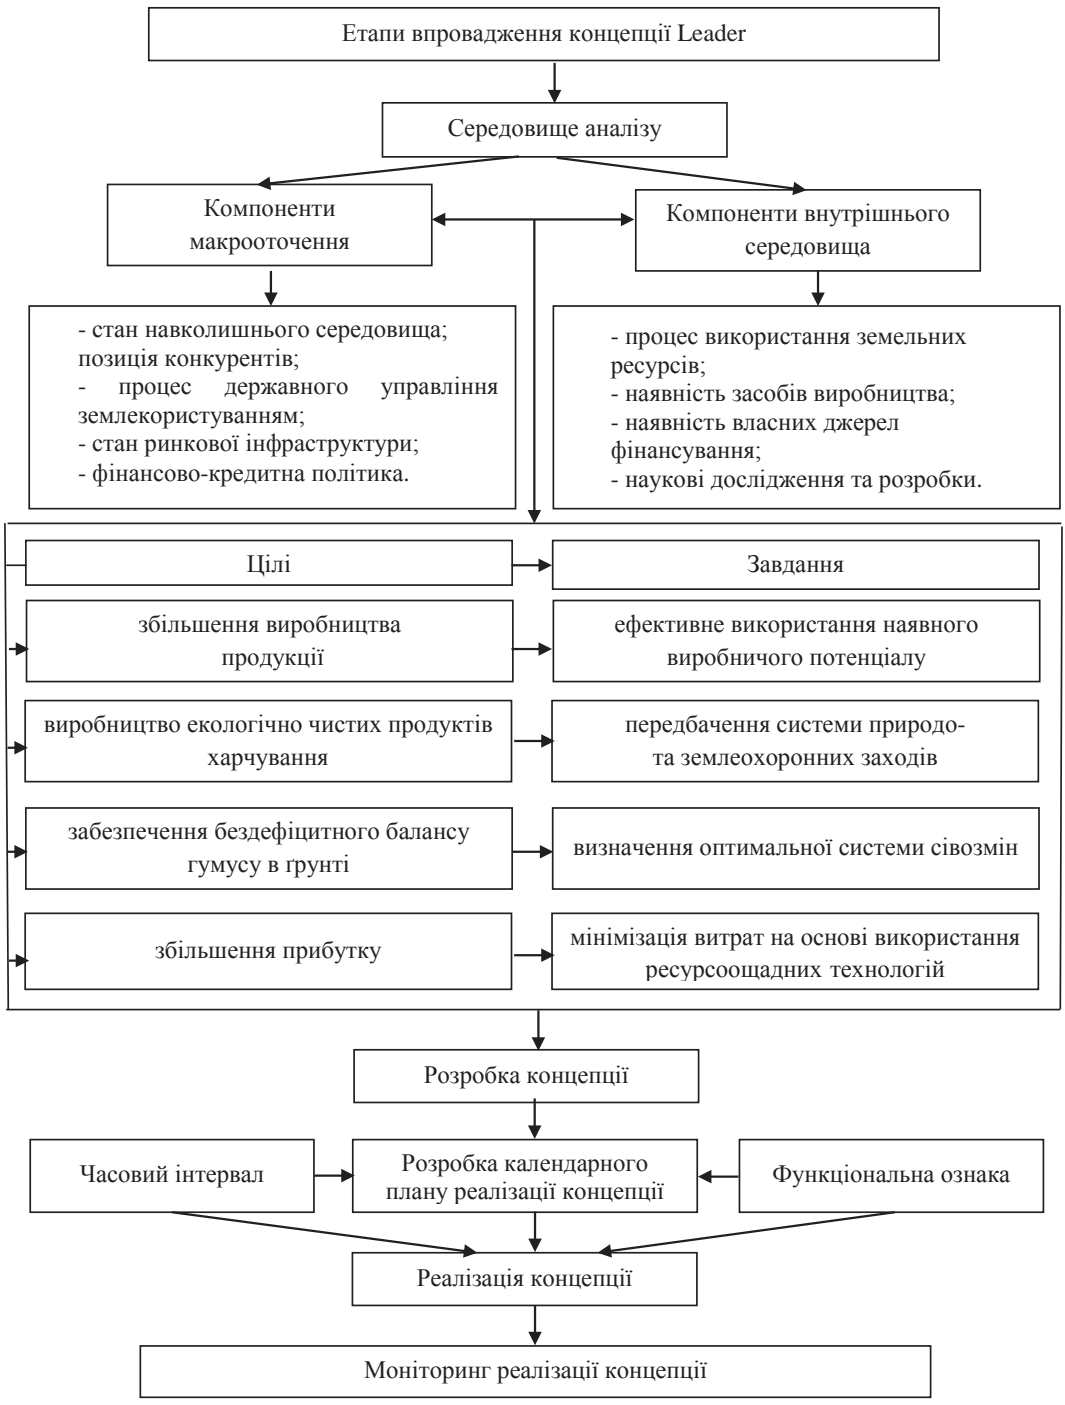 Етапи впровадження концепції Leader
Середовище аналізу
Компоненти
макрооточення
Компоненти внутрішнього
середовища
- стан навколишнього середовища;
позиція конкурентів;
- процес державного управління
землекористуванням;
- стан ринкової інфраструктури;
- фінансово-кредитна політика.
- процес використання земельних
ресурсів;
- наявність засобів виробництва;
- наявність власних джерел
фінансування;
- наукові дослідження та розробки.
Цілі
Завдання
збільшення виробництва
продукції
ефективне використання наявного
виробничого потенціалу
виробництво екологічно чистих продуктів
харчування
передбачення системи природо-
та землеохоронних заходів
забезпечення бездефіцитного балансу
гумусу в ґрунті
визначення оптимальної системи сівозмін
збільшення прибутку
мінімізація витрат на основі використання
ресурсоощадних технологій
Розробка концепції
Часовий інтервал
Розробка календарного
плану реалізації концепції
Функціональна ознака
Реалізація концепції
Моніторинг реалізації концепції